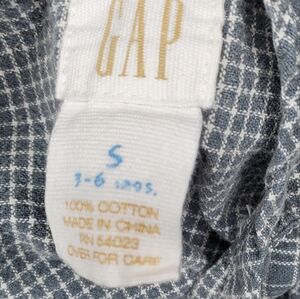 GAP
S
3-6 mos.
100% COTTON
MADE IN CHINA
RN 54023
OVER FOR CARE